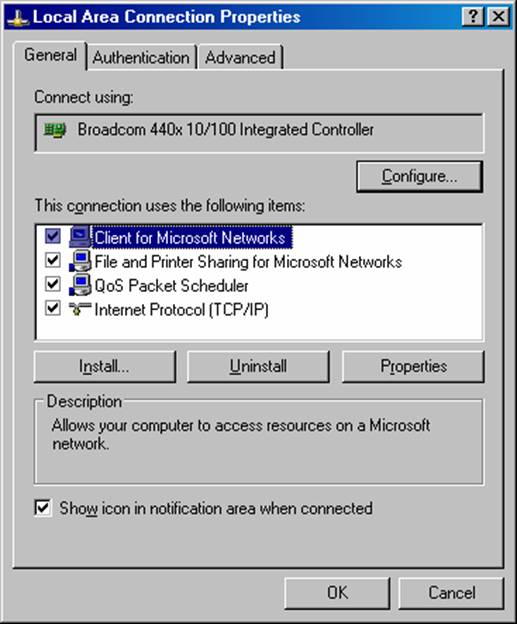 Local Area Connection Properties
General Authentication Advanced
Connect using:
Broadcom 440x 10/100 Integrated Controller
Configure...
This connection uses the following items:
Client for Microsoft Networks
File and Printer Sharing for Microsoft Networks
QoS Packet Scheduler
Internet Protocol (TCP/IP)
Install... Uninstall Properties
Description
Allows your computer to access resources on a Microsoft
network.
Show icon in notification area when connected
OK Cancel